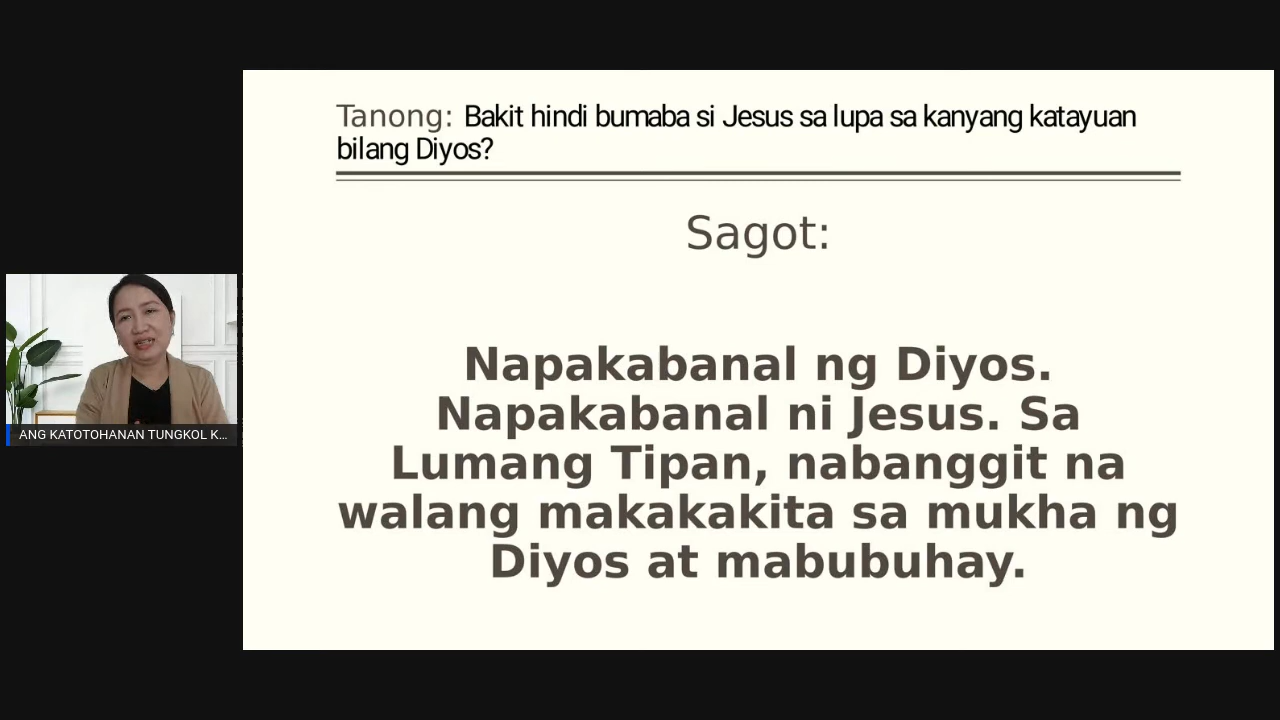 Tanong: Bakit hindi bumaba si Jesus sa lupa sa kanyang katayuan
bilang Diyos?
Sagot:
Napakabanal ng Diyos.
Napakabanal ni Jesus. Sa
Lumang Tipan, nabanggit na
walang makakakita sa mukha ng
Diyos at mabubuhay.
ANG KATOTOHANAN TUNGKOL K...